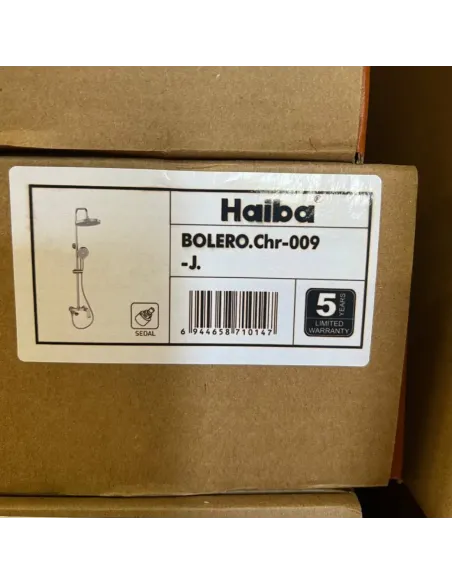 Haiba
BOLERO.Chr-009
-J.
SEDAL
6 944658 710147
5 YEARS
LIMITED
WARRANTY